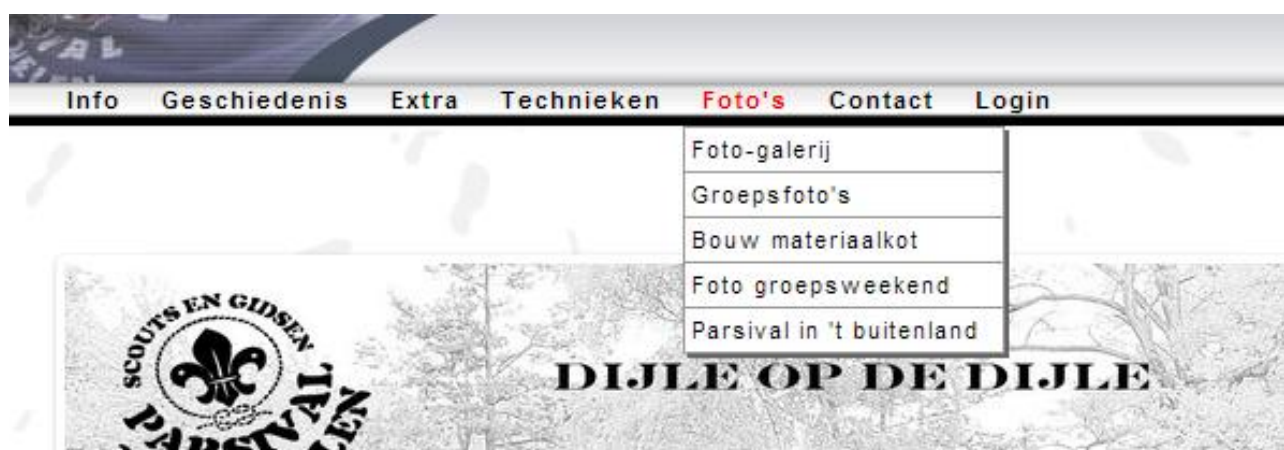 Info Geschiedenis Extra Technieken Foto's Contact Login
Foto-galerij
Groepsfoto's
Bouw materiaalkot
Foto groepsweekend
Parsival in 't buitenland
SCOUTS EN GIDSEN
PARSIVAL
DIJLE OP DE DIJLE